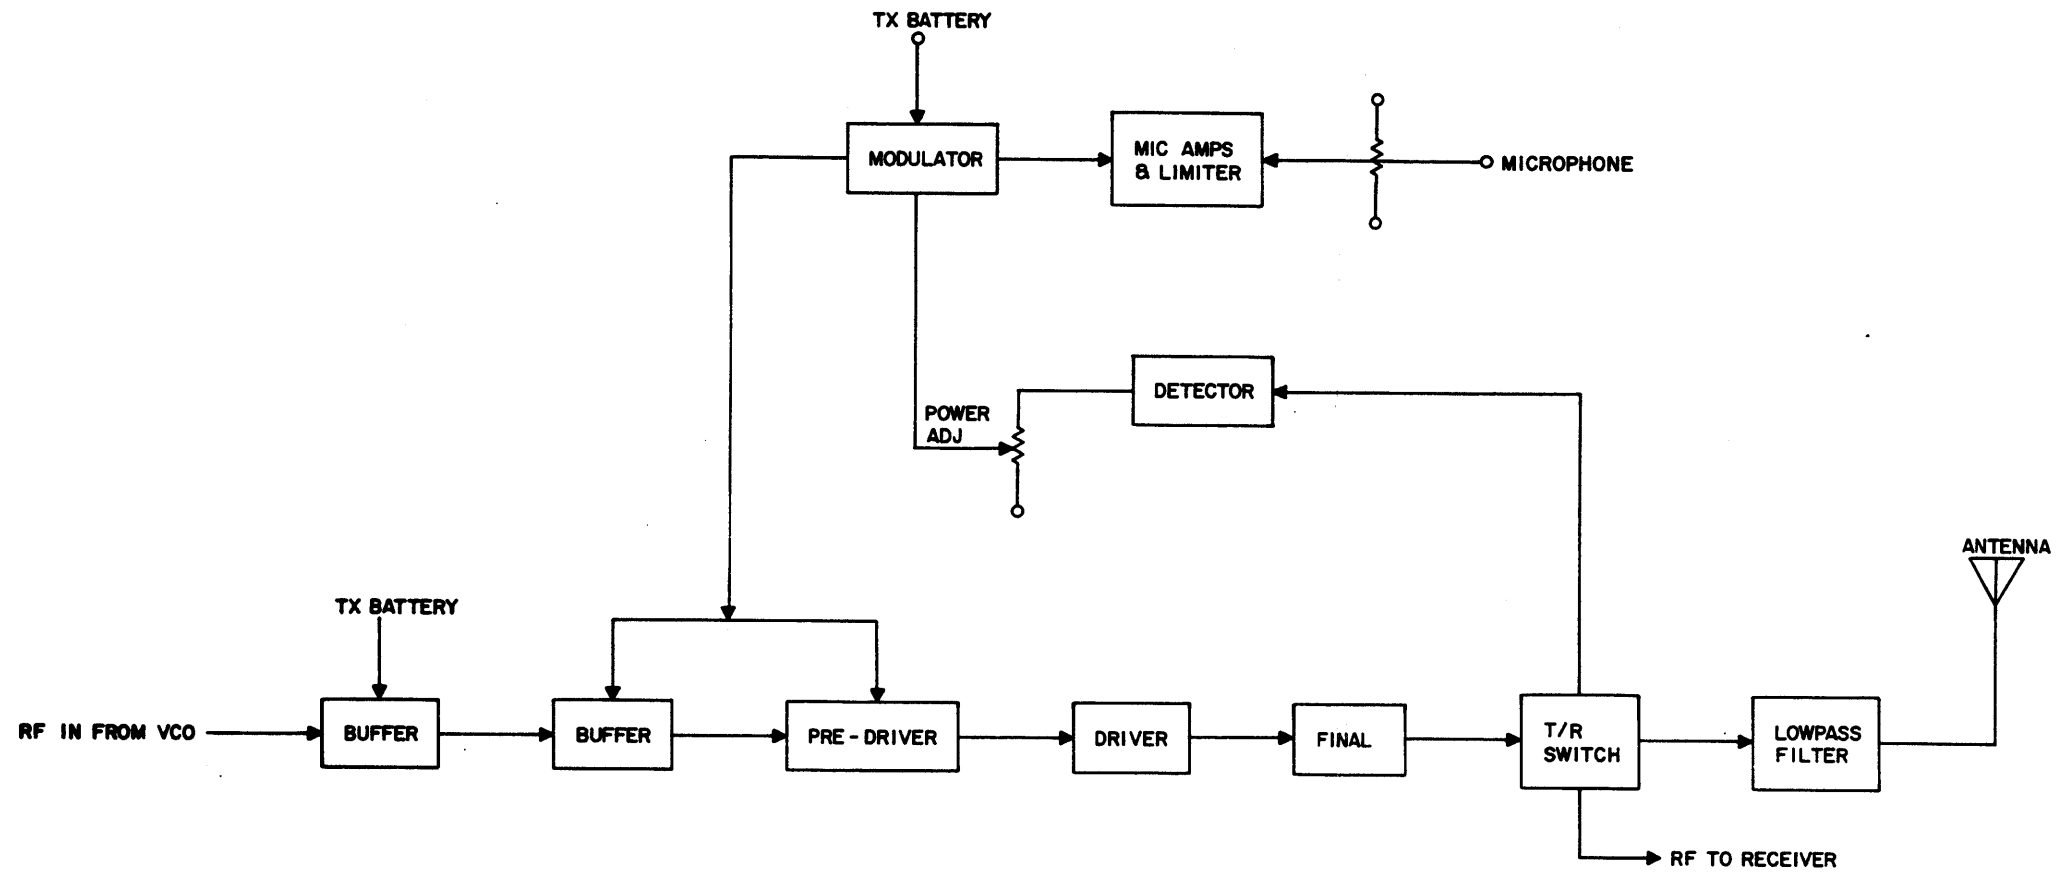 TX BATTERY
MODULATOR
MIC AMPS
& LIMITER
MICROPHONE
DETECTOR
POWER
ADJ
ANTENNA
TX BATTERY
RF IN FROM VCO
BUFFER
BUFFER
PRE-DRIVER
DRIVER
FINAL
T/R
SWITCH
LOWPASS
FILTER
RF TO RECEIVER